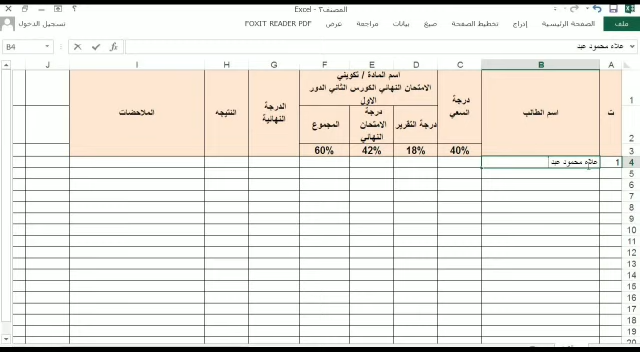 المصنف٢ - Excel
ملف الصفحة الرئيسية إدراج تخطيط الصفحة صيغ بيانات مراجعة عرض FOXIT READER PDF تسجيل الدخول
B4 علاء محمود عبد
A B C D E F G H I J
ت اسم الطالب درجة السعي اسم المادة / تكويني الدرجة النهائية النتيجه الملاحضات
الامتحان النهائي الكورس الثاني الدور الاول
درجة التقرير درجة الامتحان النهائي المجموع
40% 18% 42% 60%
1 علاء محمود عبد
1
2
3
4
5
6
7
8
9
10
11
12
13
14
15
16
17
18
19
20